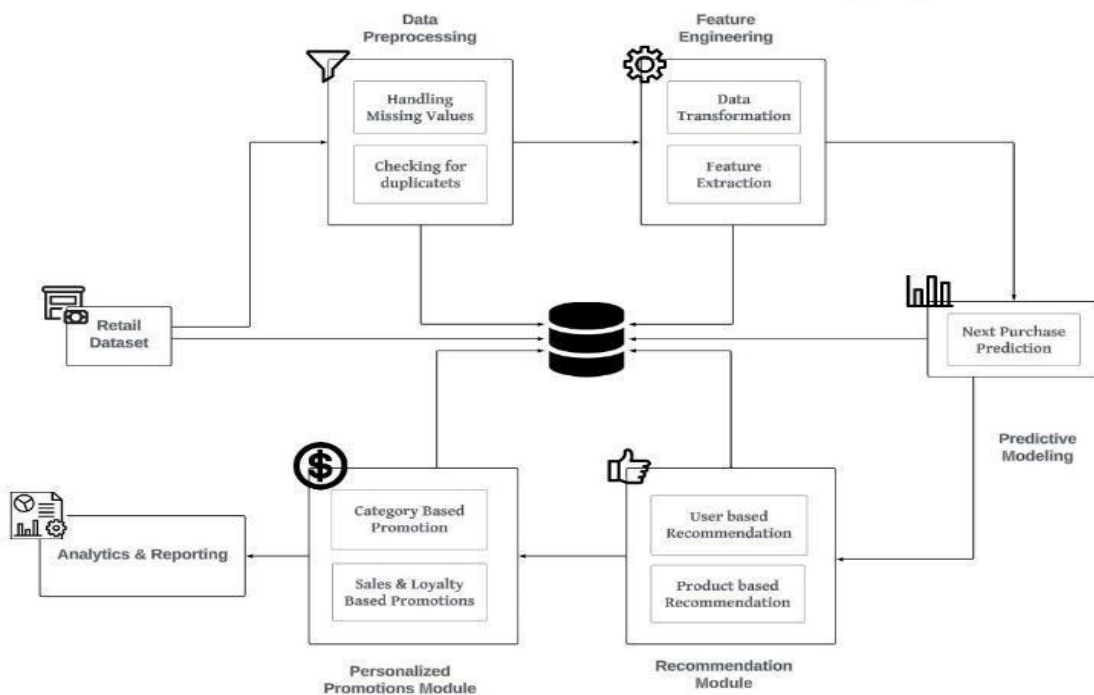 Data
Preprocessing
Feature
Engineering
Handling
Missing Values
Checking for
duplicatets
Data
Transformation
Feature
Extraction
Retail
Dataset
Next Purchase
Prediction
Predictive
Modeling
$
Category Based
Promotion
Sales & Loyalty
Based Promotions
User based
Recommendation
Product based
Recommendation
Analytics & Reporting
Personalized
Promotions Module
Recommendation
Module